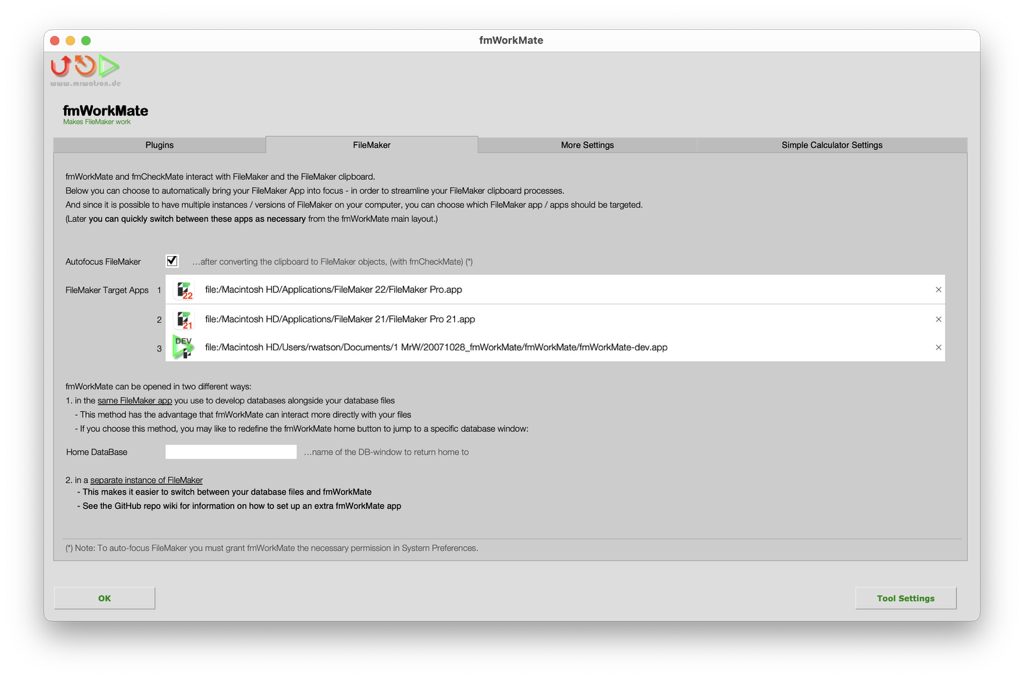 fmWorkMate
www.mrwatson.de
fmWorkMate
Makes FileMaker work
Plugins
FileMaker
More Settings
Simple Calculator Settings
fmWorkMate and fmCheckMate interact with FileMaker and the FileMaker clipboard.
Below you can choose to automatically bring your FileMaker App into focus - in order to streamline your FileMaker clipboard processes.
And since it is possible to have multiple instances / versions of FileMaker on your computer, you can choose which FileMaker app / apps should be targeted.
(Later you can quickly switch between these apps as necessary from the fmWorkMate main layout.)
Autofocus FileMaker
...after converting the clipboard to FileMaker objects, (with fmCheckMate) (*)
FileMaker Target Apps 1 22 file:/Macintosh HD/Applications/FileMaker 22/FileMaker Pro.app ×
2 21 file:/Macintosh HD/Applications/FileMaker 21/FileMaker Pro 21.app ×
3 DEV file:/Macintosh HD/Users/rwatson/Documents/1 MrW/20071028_fmWorkMate/fmWorkMate/fmWorkMate-dev.app ×
fmWorkMate can be opened in two different ways:
1. in the same FileMaker app you use to develop databases alongside your database files
- This method has the advantage that fmWorkMate can interact more directly with your files
- If you choose this method, you may like to redefine the fmWorkMate home button to jump to a specific database window:
Home DataBase
...name of the DB-window to return home to
2. in a separate instance of FileMaker
- This makes it easier to switch between your database files and fmWorkMate
- See the GitHub repo wiki for information on how to set up an extra fmWorkMate app
(*) Note: To auto-focus FileMaker you must grant fmWorkMate the necessary permission in System Preferences.
OK
Tool Settings